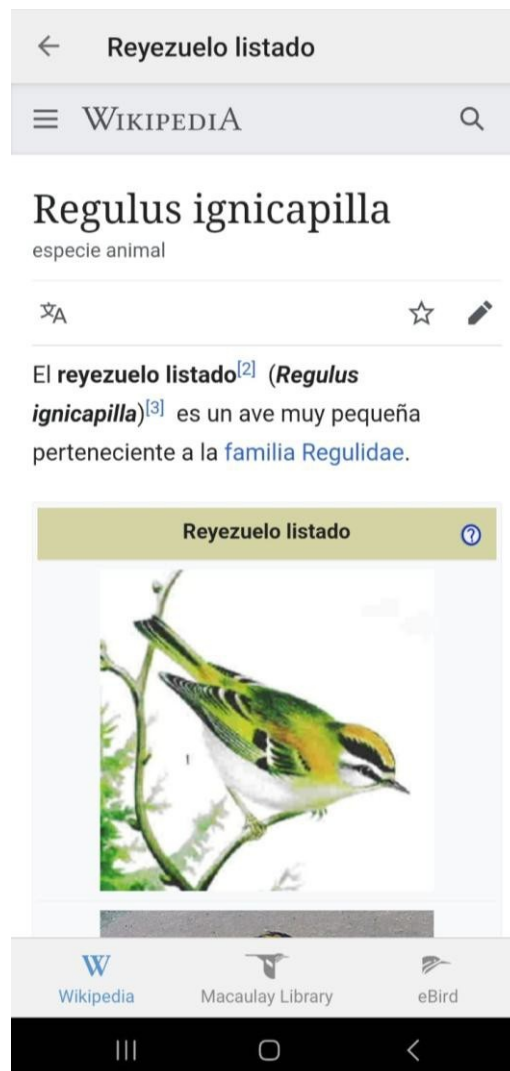 Reyezuelo listado
WIKIPEDIA
Regulus ignicapilla
especie animal
El reyezuelo listado[2] (Regulus
ignicapilla)[3] es un ave muy pequeña
perteneciente a la familia Regulidae.
Reyezuelo listado
1
W
Wikipedia
Macaulay Library
eBird